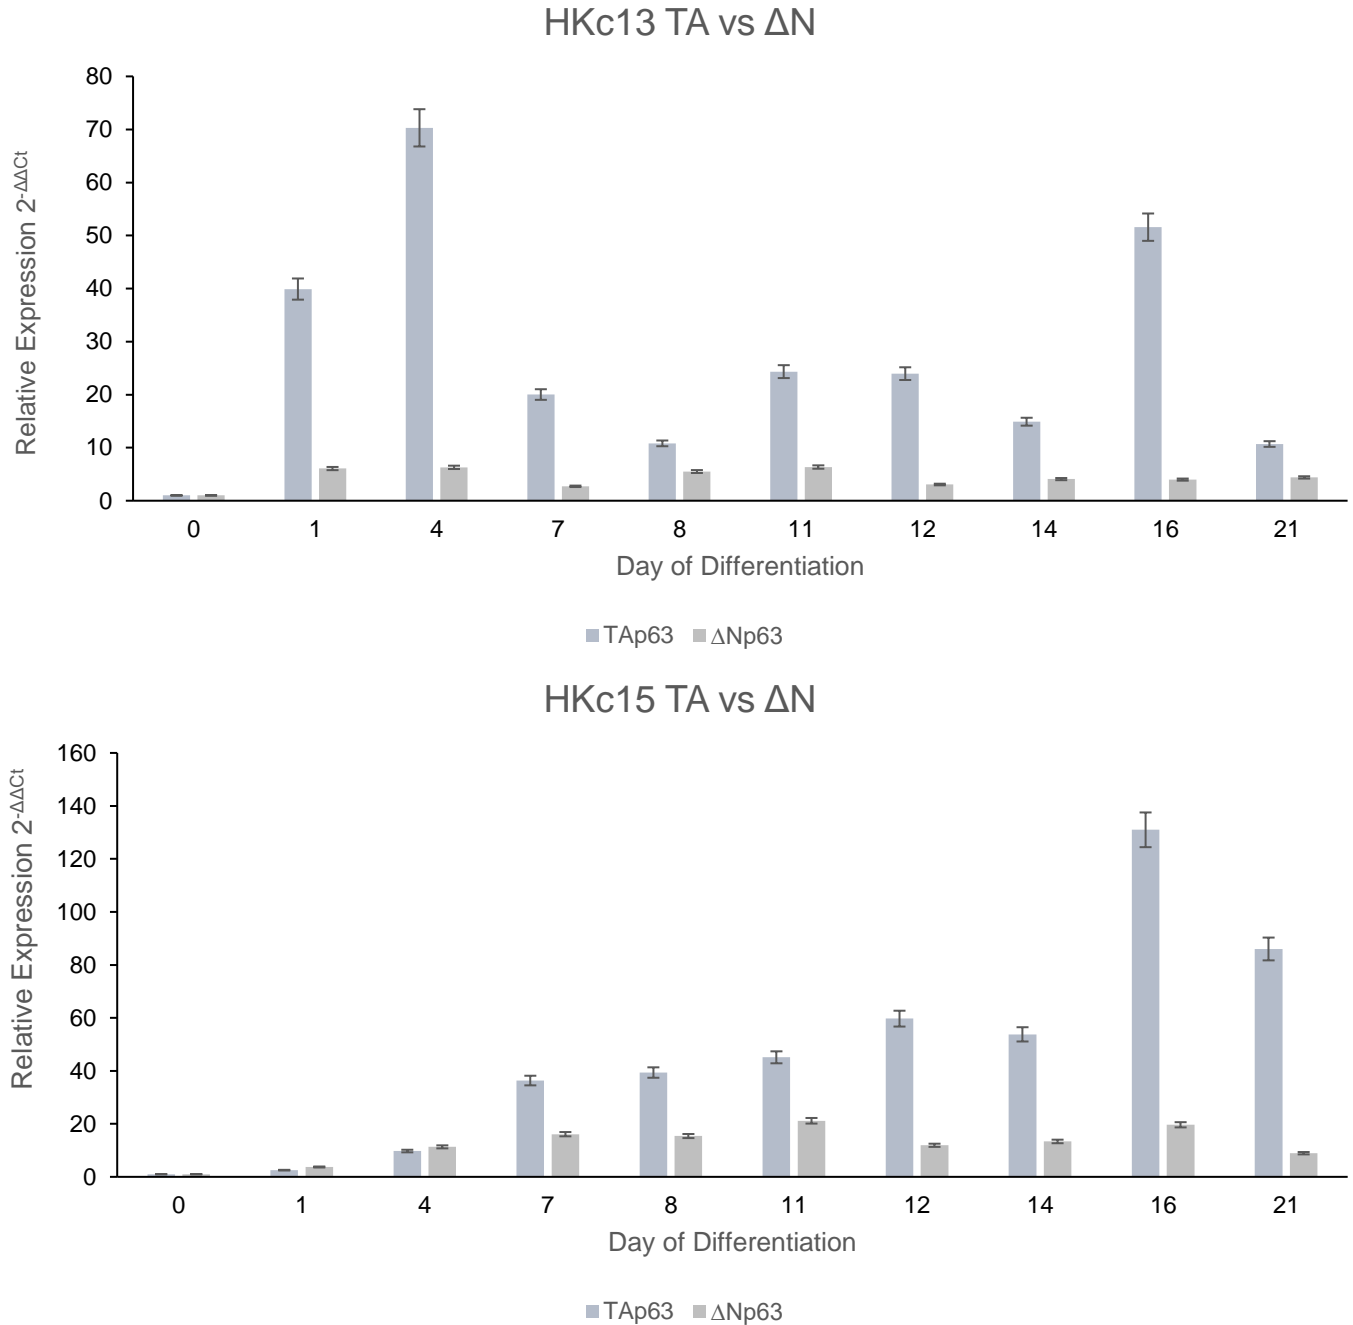 HKc13 TA vs ΔN
Relative Expression 2-ΔΔCt
80
70
60
50
40
30
20
10
0
0 1 4 7 8 11 12 14 16 21
Day of Differentiation
TAp63 ΔNp63
HKc15 TA vs ΔN
Relative Expression 2-ΔΔCt
160
140
120
100
80
60
40
20
0
0 1 4 7 8 11 12 14 16 21
Day of Differentiation
TAp63 ΔNp63